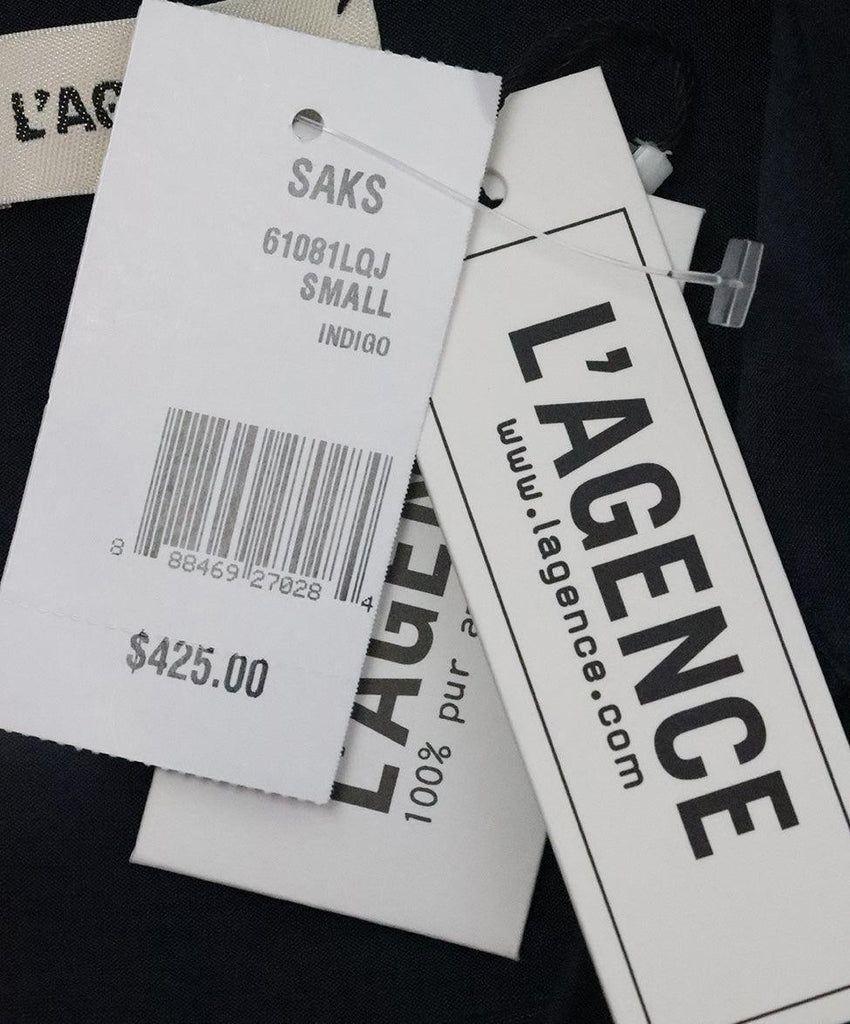 L'AG
SAKS
61081LQJ
SMALL
INDIGO
8 88469 27028 4
$425.00
L'AGEN
100% pur
L'AGENCE
www.lagence.com